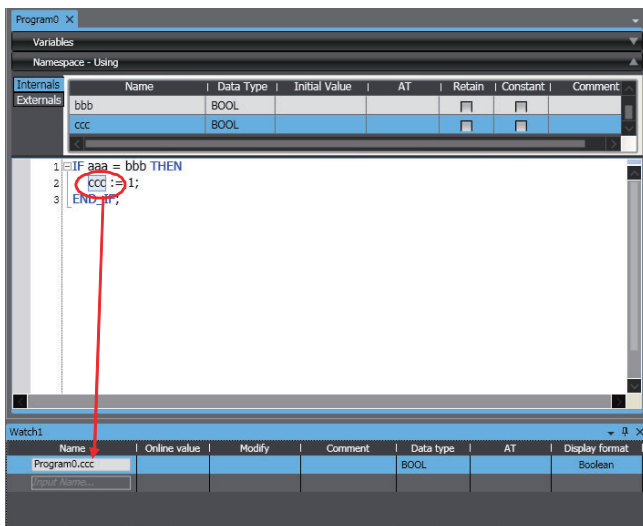 Program0 X
Variables
Namespace - Using
Internals
Externals
Name Data Type Initial Value AT Retain Constant Comment
bbb BOOL
ccc BOOL
1 IF aaa = bbb THEN
2 ccc := 1;
3 END_IF;
Watch1
Name Online value Modify Comment Data type AT Display format
Program0.ccc BOOL Boolean
Input Name...